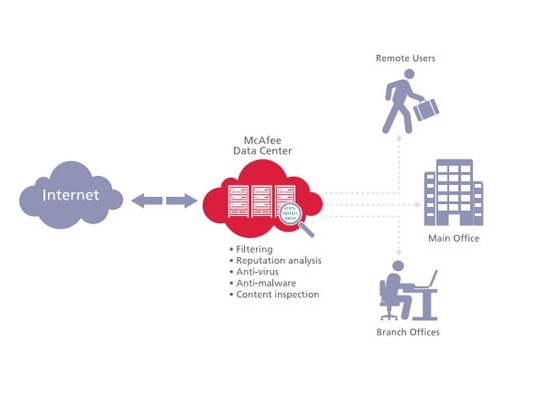 Remote Users
McAfee
Data Center
Internet
Main Office
• Filtering
• Reputation analysis
• Anti-virus
• Anti-malware
• Content inspection
Branch Offices